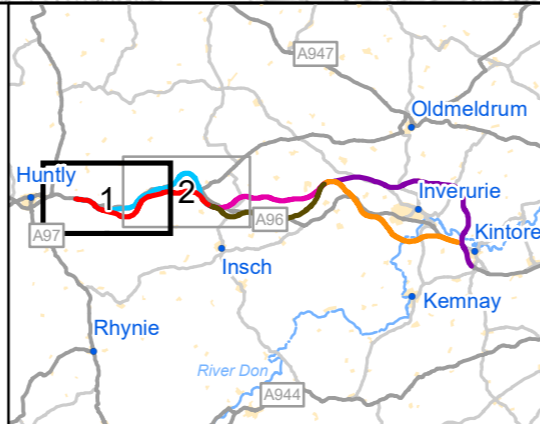 A947
Oldmeldrum
Huntly
1
2
Inverurie
A96
A97
Kintore
Insch
Kemnay
Rhynie
River Don
A944